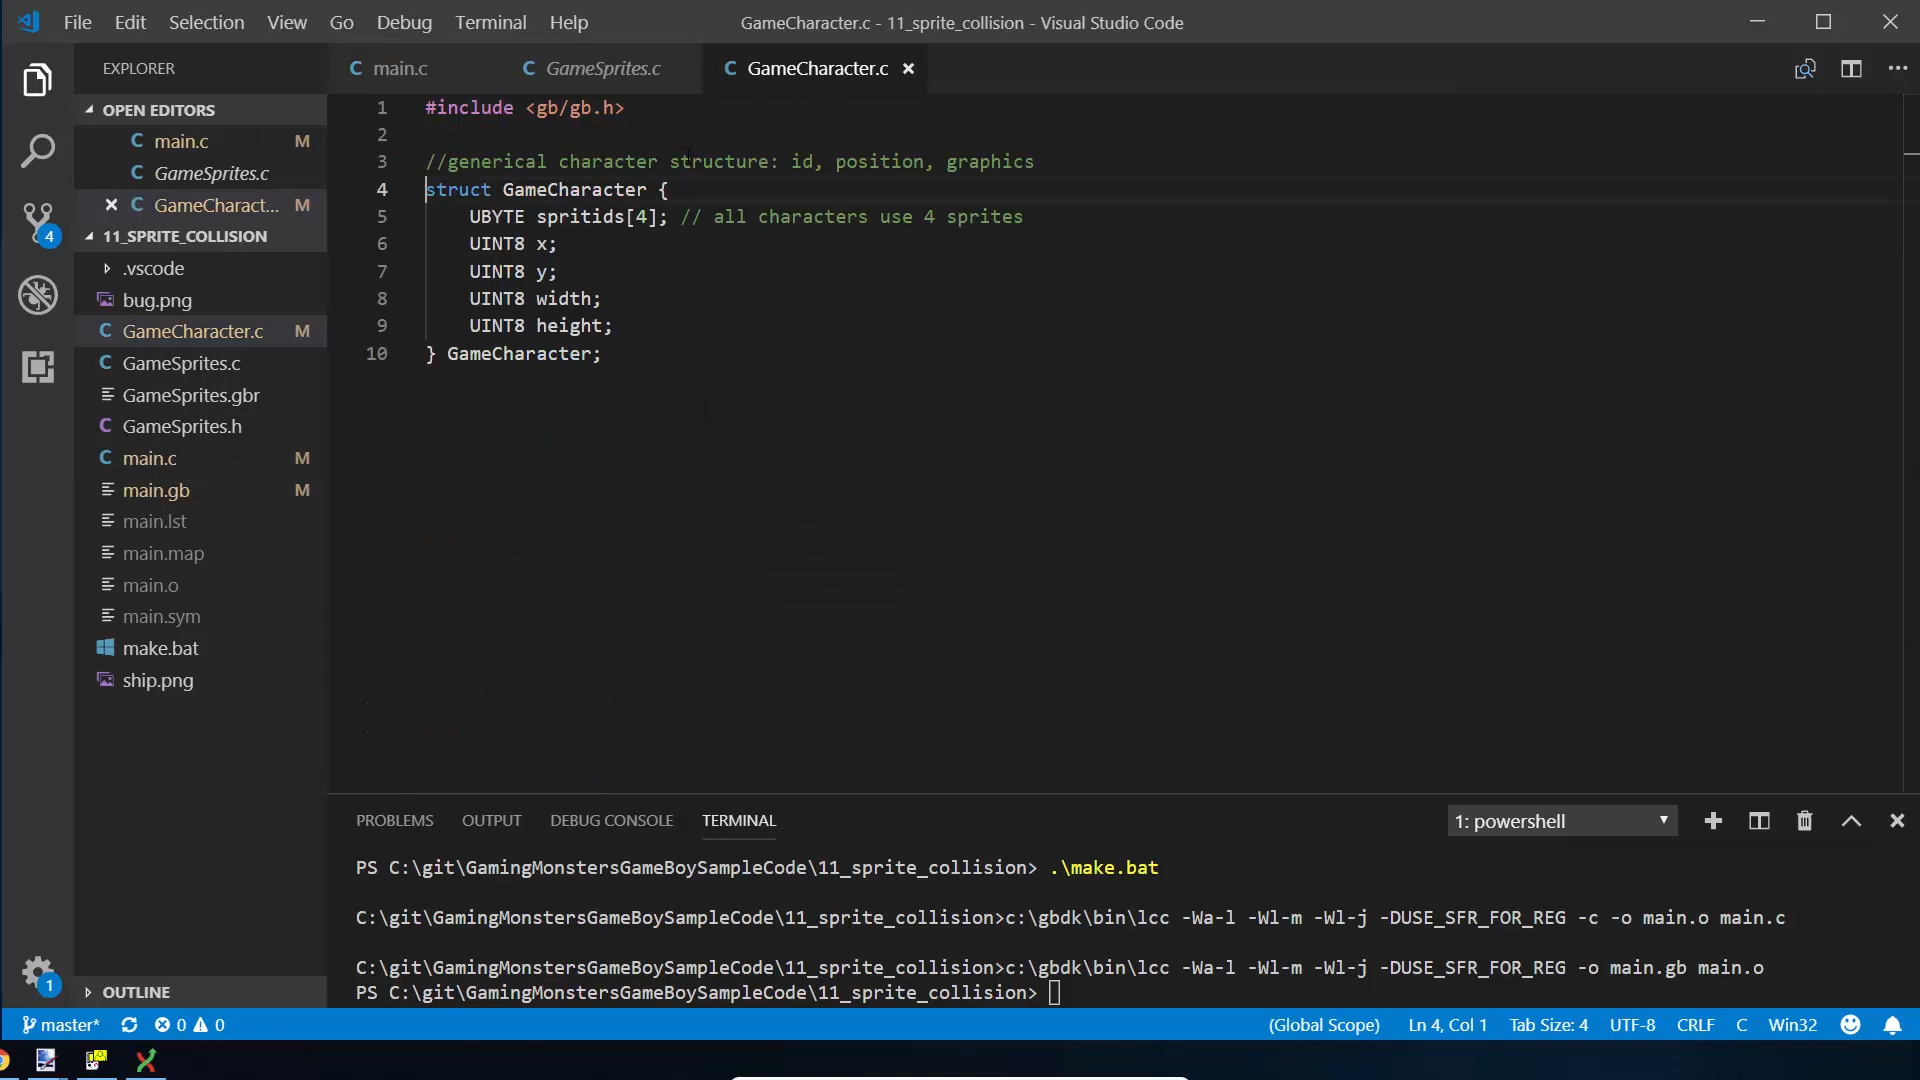 File Edit Selection View Go Debug Terminal Help
GameCharacter.c - 11_sprite_collision - Visual Studio Code
EXPLORER
OPEN EDITORS
main.c M
GameSprites.c
GameCharact... M
11_SPRITE_COLLISION
.vscode
bug.png
GameCharacter.c M
GameSprites.c
GameSprites.gbr
GameSprites.h
main.c M
main.gb M
main.lst
main.map
main.o
main.sym
make.bat
ship.png
OUTLINE
4
1
main.c GameSprites.c GameCharacter.c
1 #include <gb/gb.h>
2
3 //generical character structure: id, position, graphics
4 struct GameCharacter {
5 UBYTE spritids[4]; // all characters use 4 sprites
6 UINT8 x;
7 UINT8 y;
8 UINT8 width;
9 UINT8 height;
10 } GameCharacter;
PROBLEMS OUTPUT DEBUG CONSOLE TERMINAL
1: powershell
PS C:\git\GamingMonstersGameBoySampleCode\11_sprite_collision> .\make.bat
C:\git\GamingMonstersGameBoySampleCode\11_sprite_collision>c:\gbdk\bin\lcc -Wa-l -Wl-m -Wl-j -DUSE_SFR_FOR_REG -c -o main.o main.c
C:\git\GamingMonstersGameBoySampleCode\11_sprite_collision>c:\gbdk\bin\lcc -Wa-l -Wl-m -Wl-j -DUSE_SFR_FOR_REG -o main.gb main.o
PS C:\git\GamingMonstersGameBoySampleCode\11_sprite_collision>
master* 0 0 (Global Scope) Ln 4, Col 1 Tab Size: 4 UTF-8 CRLF C Win32